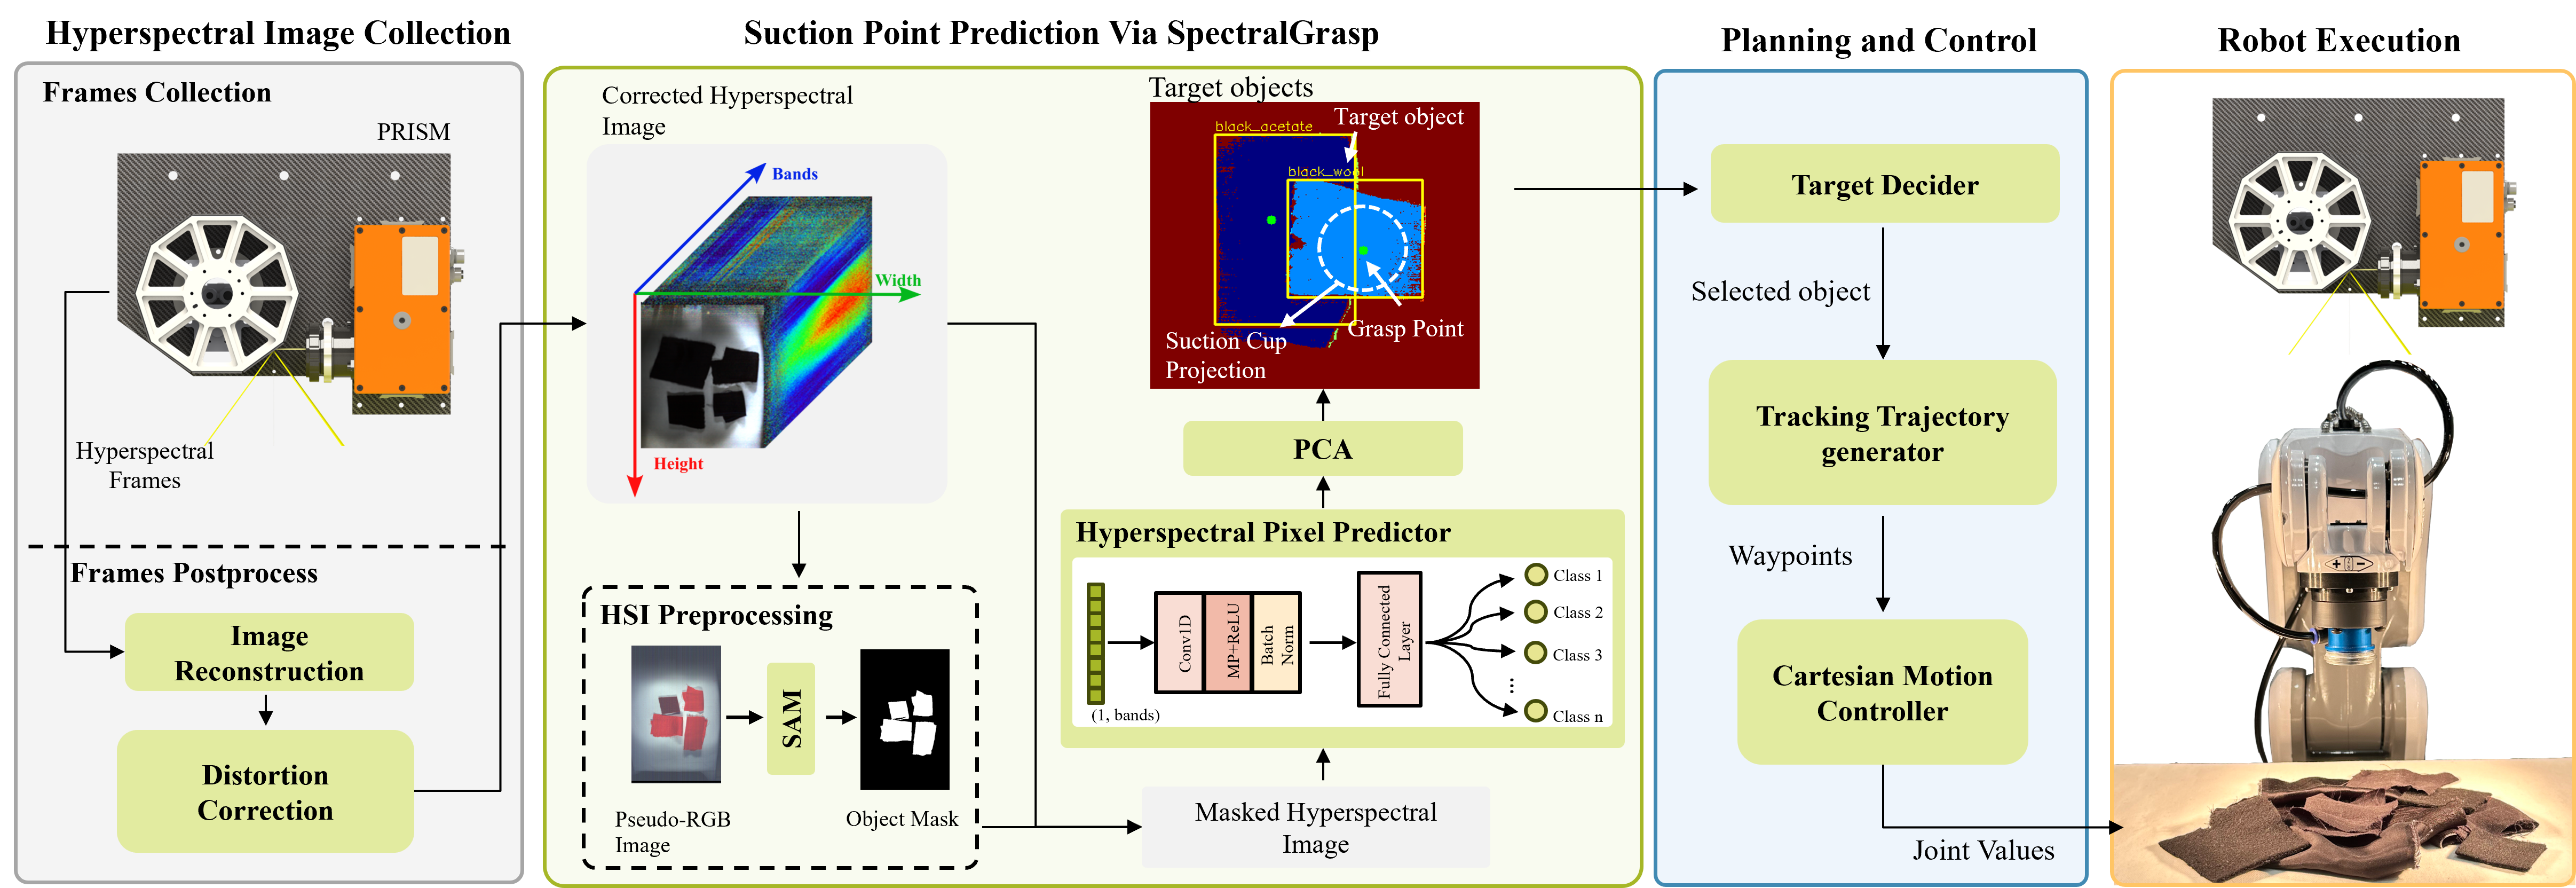 Hyperspectral Image Collection
Frames Collection
PRISM
Hyperspectral
Frames
Frames Postprocess
Image
Reconstruction
Distortion
Correction
Suction Point Prediction Via SpectralGrasp
Corrected Hyperspectral
Image
Bands
Width
Height
HSI Preprocessing
SAM
Pseudo-RGB
Image
Object Mask
Target objects
black_acetate
Target object
black_wool
Suction Cup
Projection
Grasp Point
PCA
Hyperspectral Pixel Predictor
(1, bands)
Conv1D
MP+ReLU
Batch
Norm
Fully Connected
Layer
Class 1
Class 2
Class 3
...
Class n
Masked Hyperspectral
Image
Planning and Control
Target Decider
Selected object
Tracking Trajectory
generator
Waypoints
Cartesian Motion
Controller
Joint Values
Robot Execution